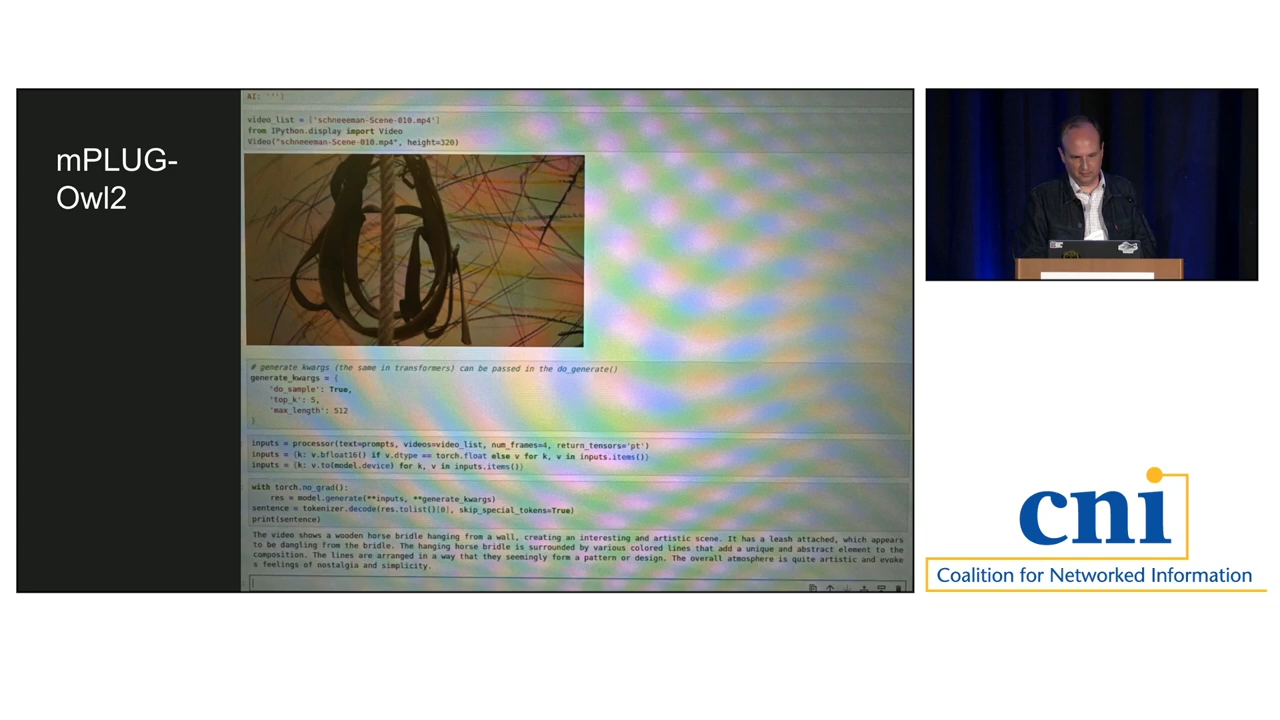 mPLUG-
Owl2
AI: ''']
video_list = ['schneeeman-Scene-010.mp4']
from IPython.display import Video
Video("schneeeman-Scene-010.mp4", height=320)
# generate kwargs (the same in transformers) can be passed in the do_generate()
generate_kwargs = {
'do_sample': True,
'top_k': 5,
'max_length': 512
}
inputs = processor(text=prompts, videos=video_list, num_frames=4, return_tensors='pt')
inputs = {k: v.bfloat16() if v.dtype == torch.float else v for k, v in inputs.items()}
inputs = {k: v.to(model.device) for k, v in inputs.items()}
with torch.no_grad():
res = model.generate(**inputs, **generate_kwargs)
sentence = tokenizer.decode(res.tolist()[0], skip_special_tokens=True)
print(sentence)
The video shows a wooden horse bridle hanging from a wall, creating an interesting and artistic scene. It has a leash attached, which appears
to be dangling from the bridle. The hanging horse bridle is surrounded by various colored lines that add a unique and abstract element to the
composition. The lines are arranged in a way that they seemingly form a pattern or design. The overall atmosphere is quite artistic and evoke
s feelings of nostalgia and simplicity.
cni
Coalition for Networked Information